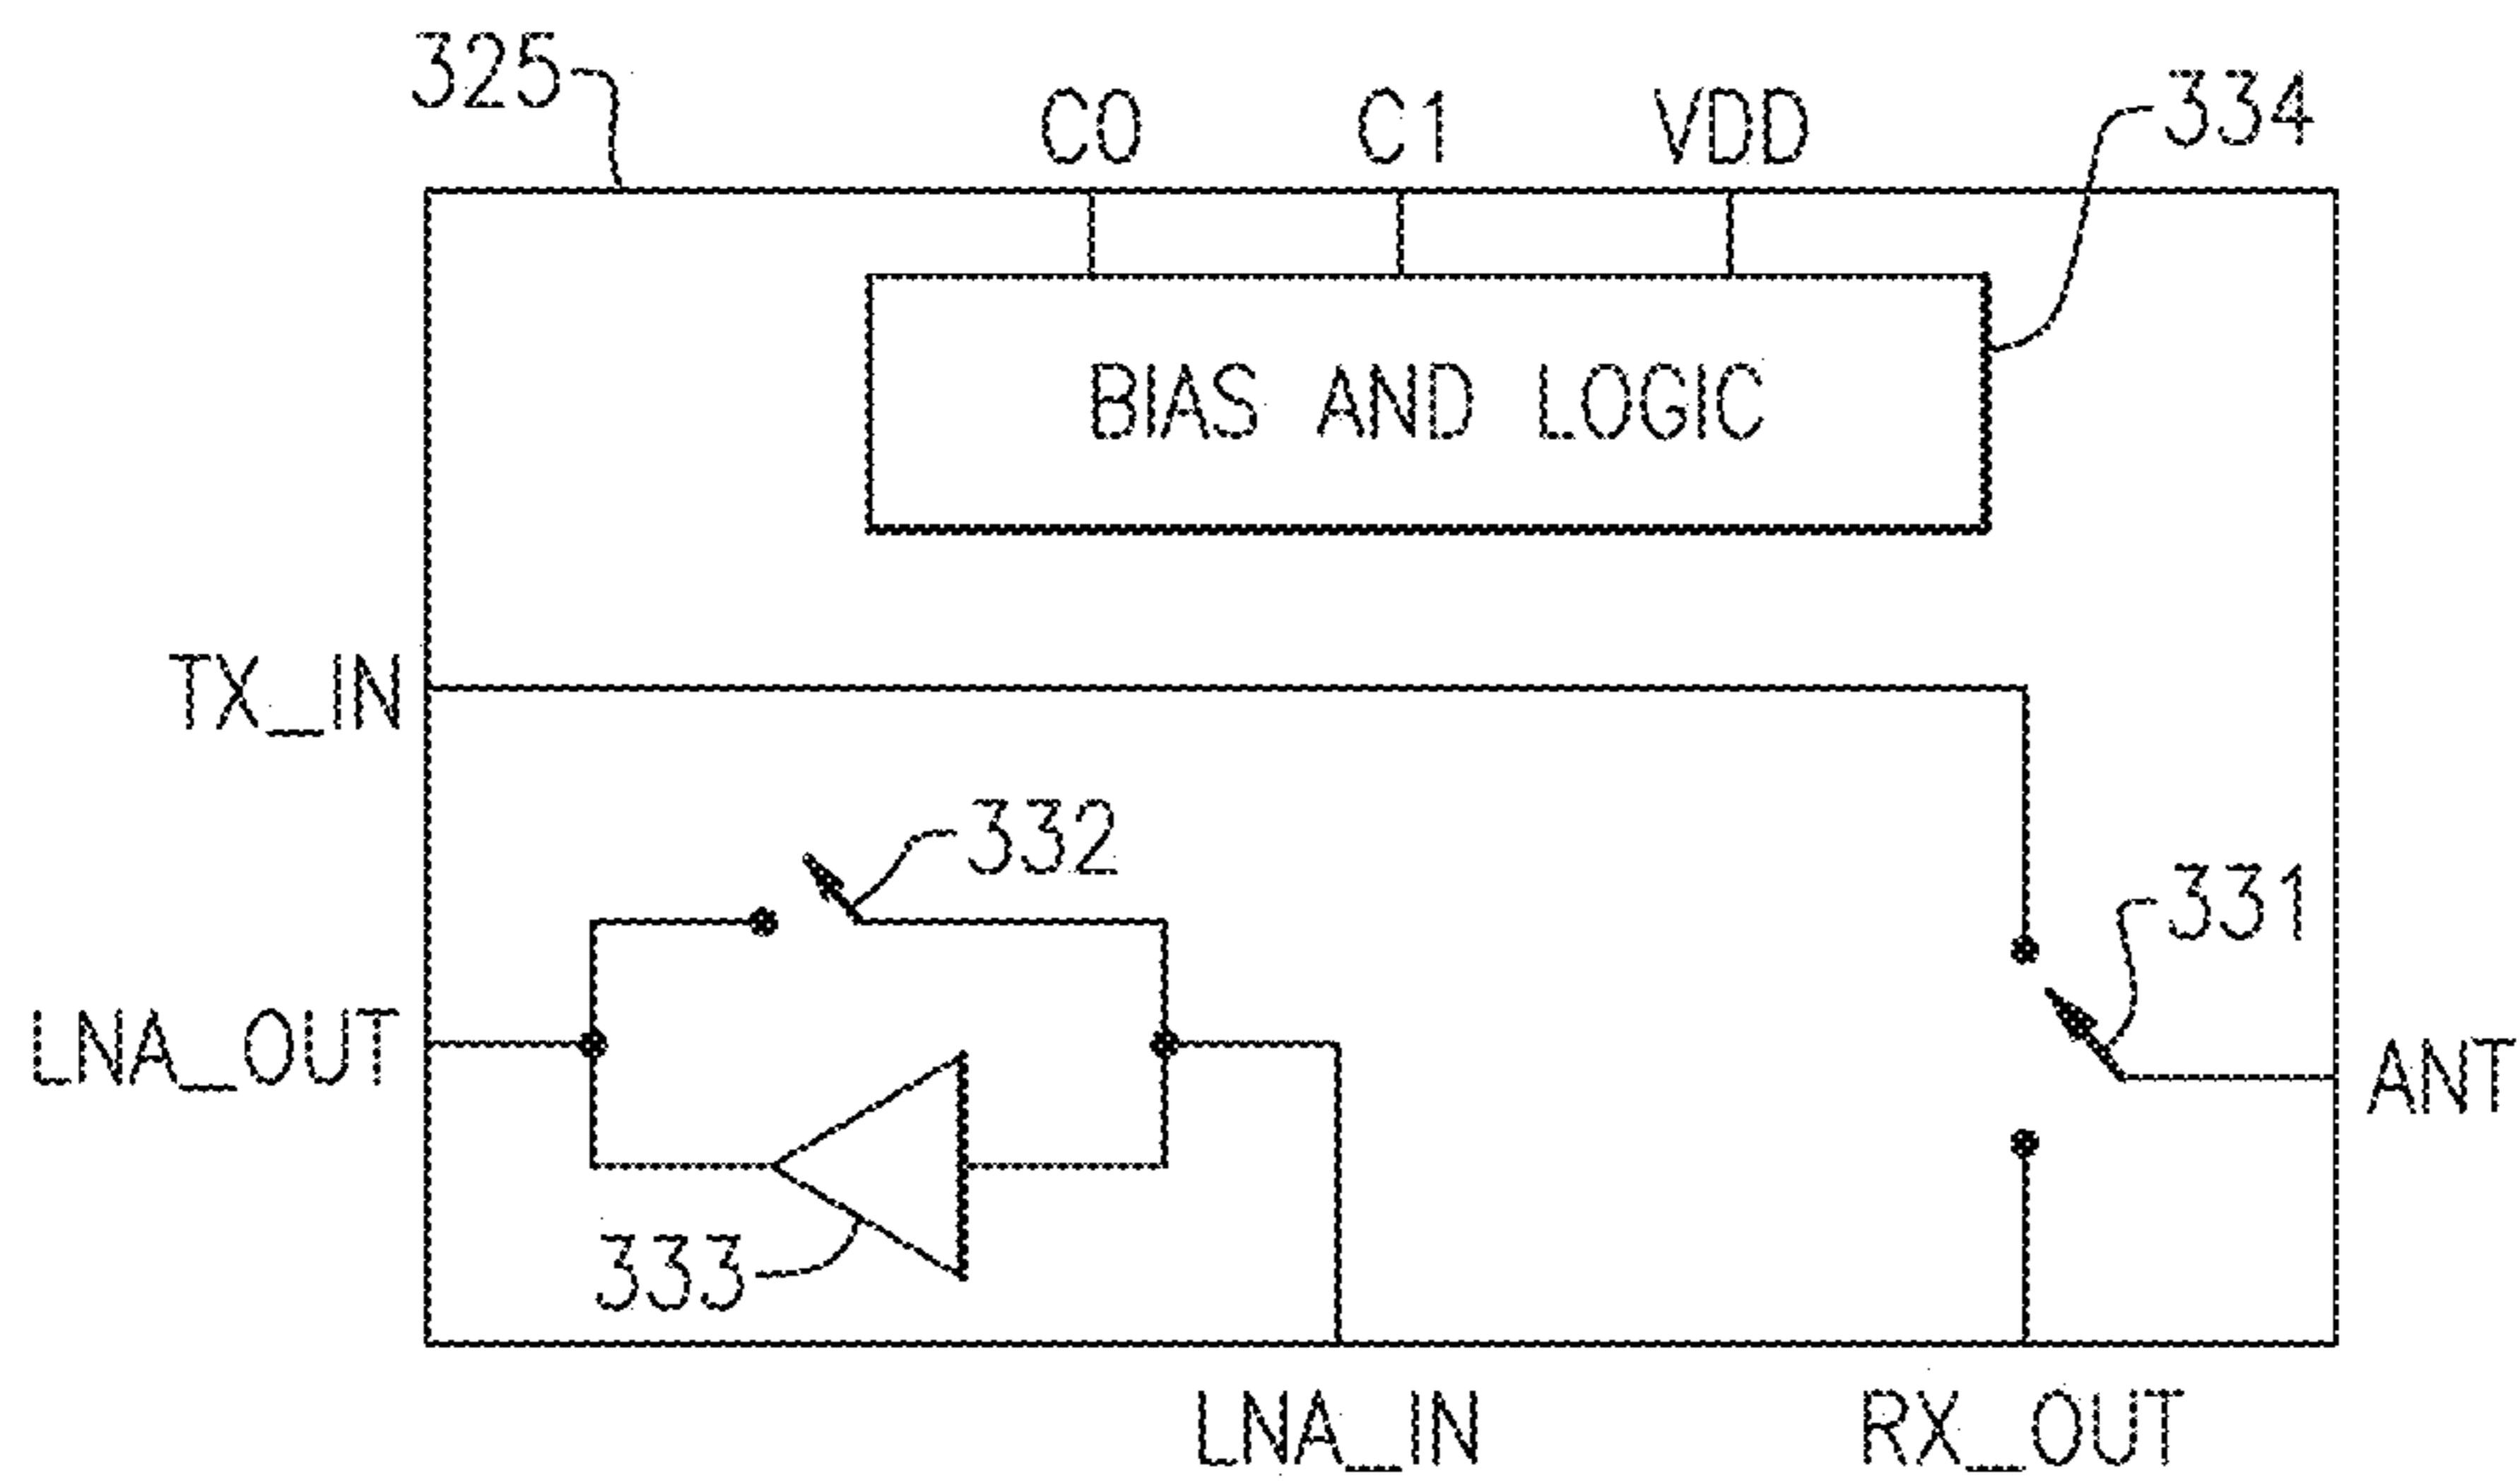 325
C0
C1
VDD
334
BIAS AND LOGIC
TX_IN
332
331
LNA_OUT
ANT
333
LNA_IN
RX_OUT